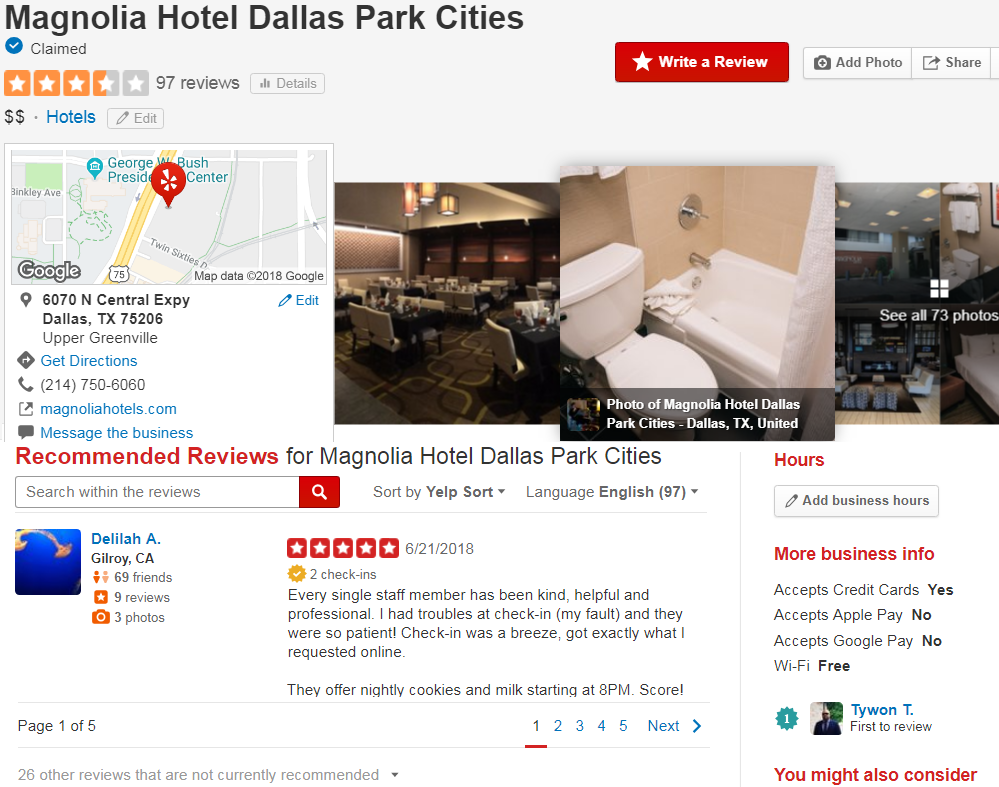 Magnolia Hotel Dallas Park Cities
Claimed
97 reviews
Details
Write a Review
Add Photo
Share
$$ · Hotels
Edit
George W. Bush
Presidential Center
Binkley Ave
Twin Sixties
75
Google
Map data ©2018 Google
6070 N Central Expy
Edit
Dallas, TX 75206
Upper Greenville
Get Directions
(214) 750-6060
magnoliahotels.com
Message the business
See all 73 photos
Photo of Magnolia Hotel Dallas
Park Cities - Dallas, TX, United
Recommended Reviews for Magnolia Hotel Dallas Park Cities
Search within the reviews
Sort by Yelp Sort
Language English (97)
Delilah A.
Gilroy, CA
69 friends
9 reviews
3 photos
6/21/2018
2 check-ins
Every single staff member has been kind, helpful and
professional. I had troubles at check-in (my fault) and they
were so patient! Check-in was a breeze, got exactly what I
requested online.
They offer nightly cookies and milk starting at 8PM. Score!
Page 1 of 5
1 2 3 4 5 Next
26 other reviews that are not currently recommended
Hours
Add business hours
More business info
Accepts Credit Cards Yes
Accepts Apple Pay No
Accepts Google Pay No
Wi-Fi Free
1
Tywon T.
First to review
You might also consider